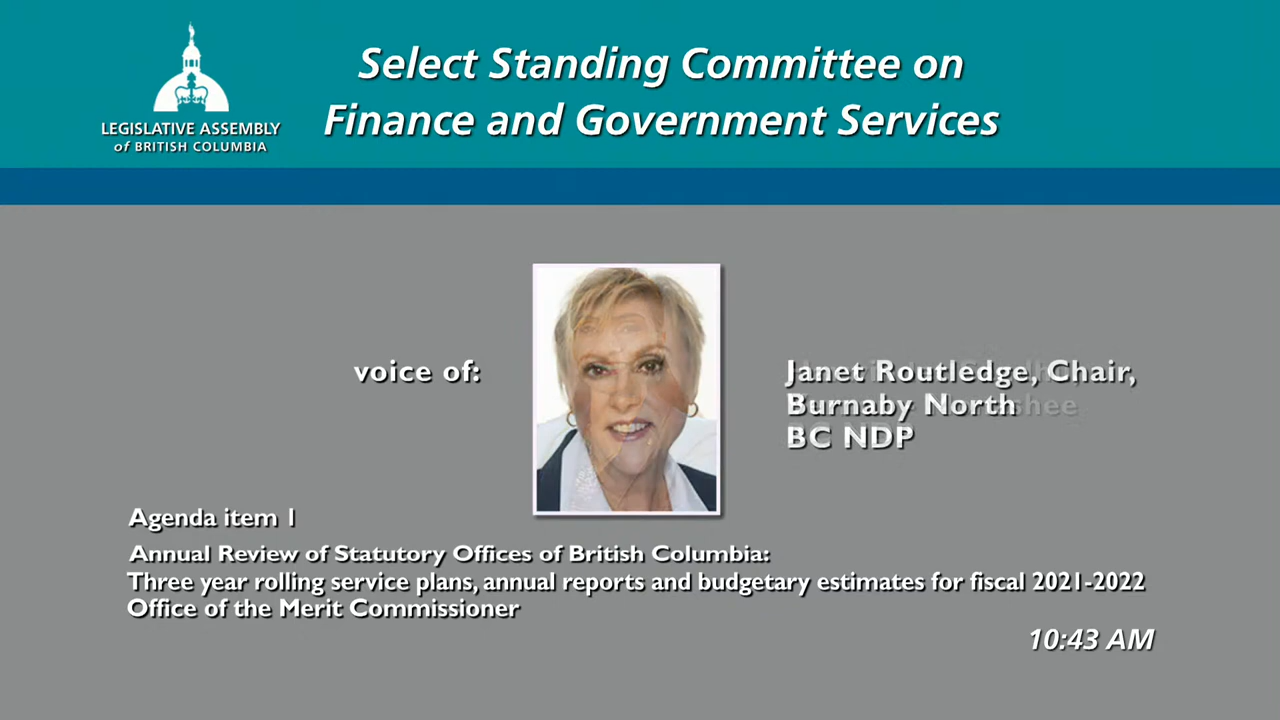 Select Standing Committee on
Finance and Government Services
LEGISLATIVE ASSEMBLY
of BRITISH COLUMBIA
voice of:
Janet Routledge, Chair,
Burnaby North
BC NDP
Agenda item 1
Annual Review of Statutory Offices of British Columbia:
Three year rolling service plans, annual reports and budgetary estimates for fiscal 2021-2022
Office of the Merit Commissioner
10:43 AM